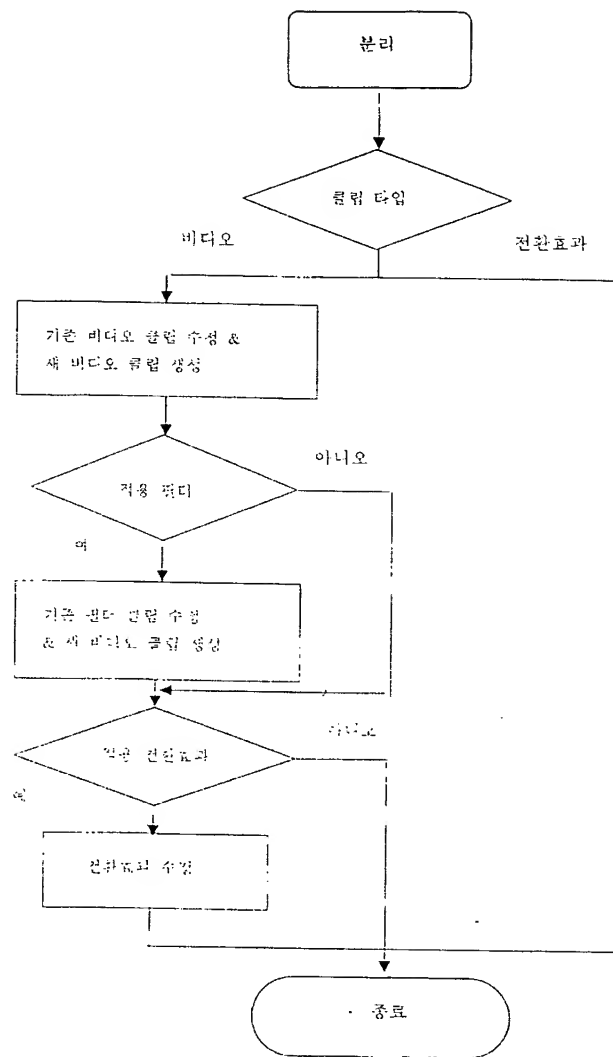 분리
클립 타입
비디오
전환효과
기존 비디오 클립 수정 &
새 비디오 클립 생성
아니오
적용 필터
예
기존 필터 클립 수정
& 새 비디오 클립 생성
아니오
적용 전환효과
예
전환효과 수정
종료